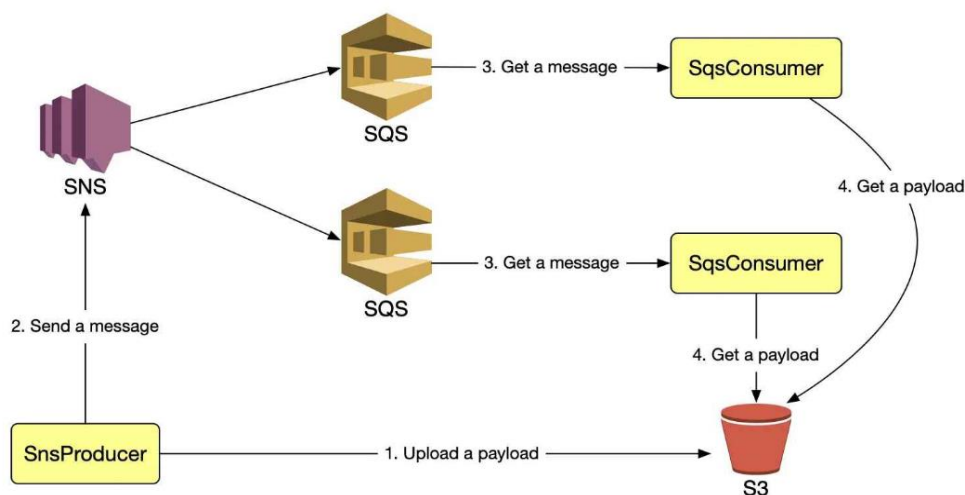 3. Get a message
SqsConsumer
SQS
SNS
4. Get a payload
3. Get a message
SqsConsumer
SQS
2. Send a message
4. Get a payload
SnsProducer
1. Upload a payload
S3